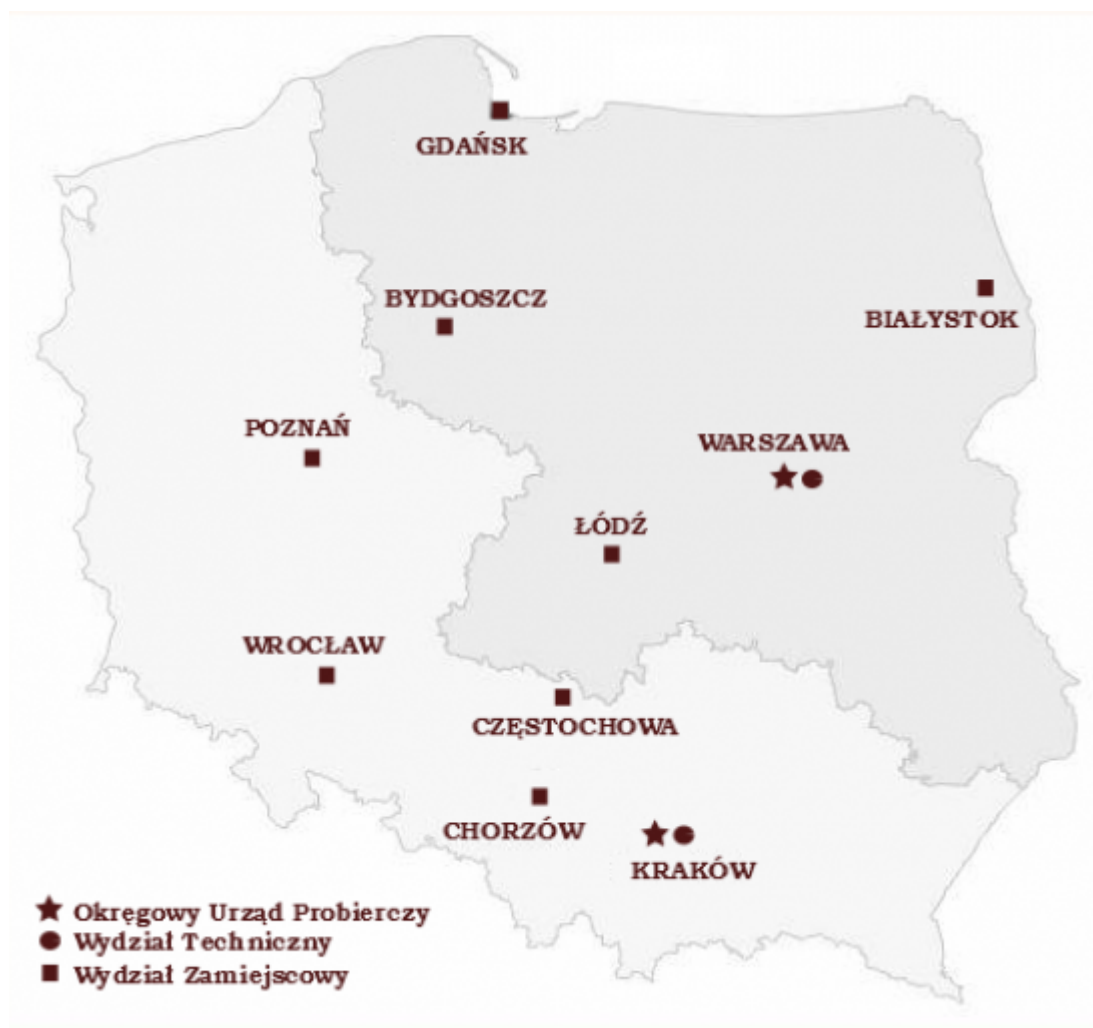 GDAŃSK
BYDGOSZCZ
BIAŁYSTOK
POZNAŃ
WARSZAWA
ŁÓDŹ
WROCŁAW
CZĘSTOCHOWA
CHORZÓW
KRAKÓW
Okręgowy Urząd Probierczy
Wydział Techniczny
Wydział Zamiejscowy